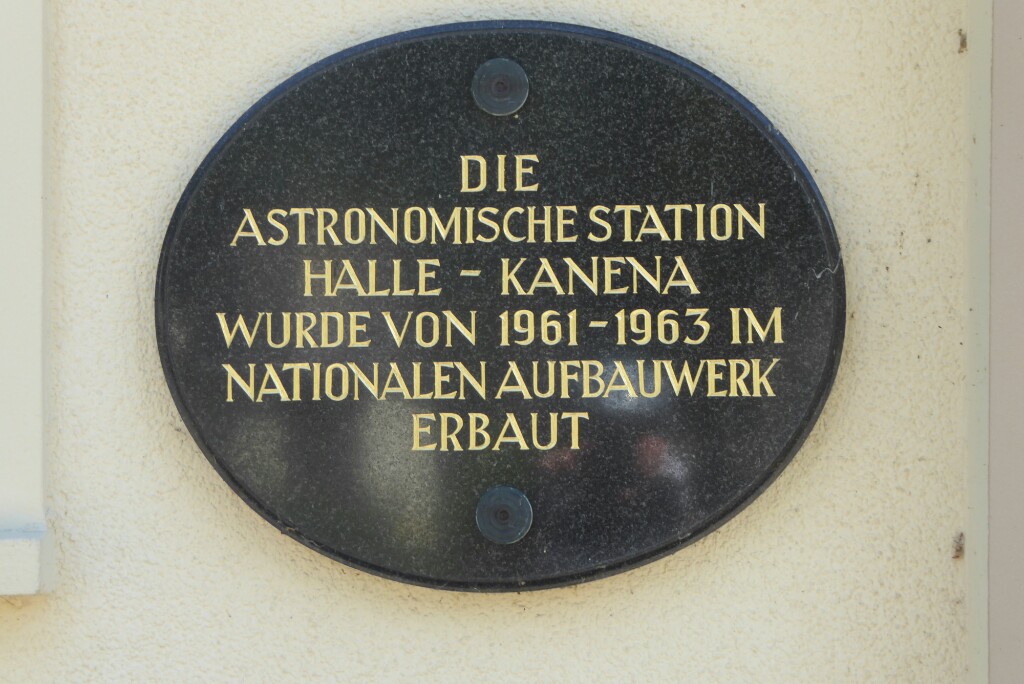 DIE
ASTRONOMISCHE STATION
HALLE - KANENA
WURDE VON 1961-1963 IM
NATIONALEN AUFBAUWERK
ERBAUT